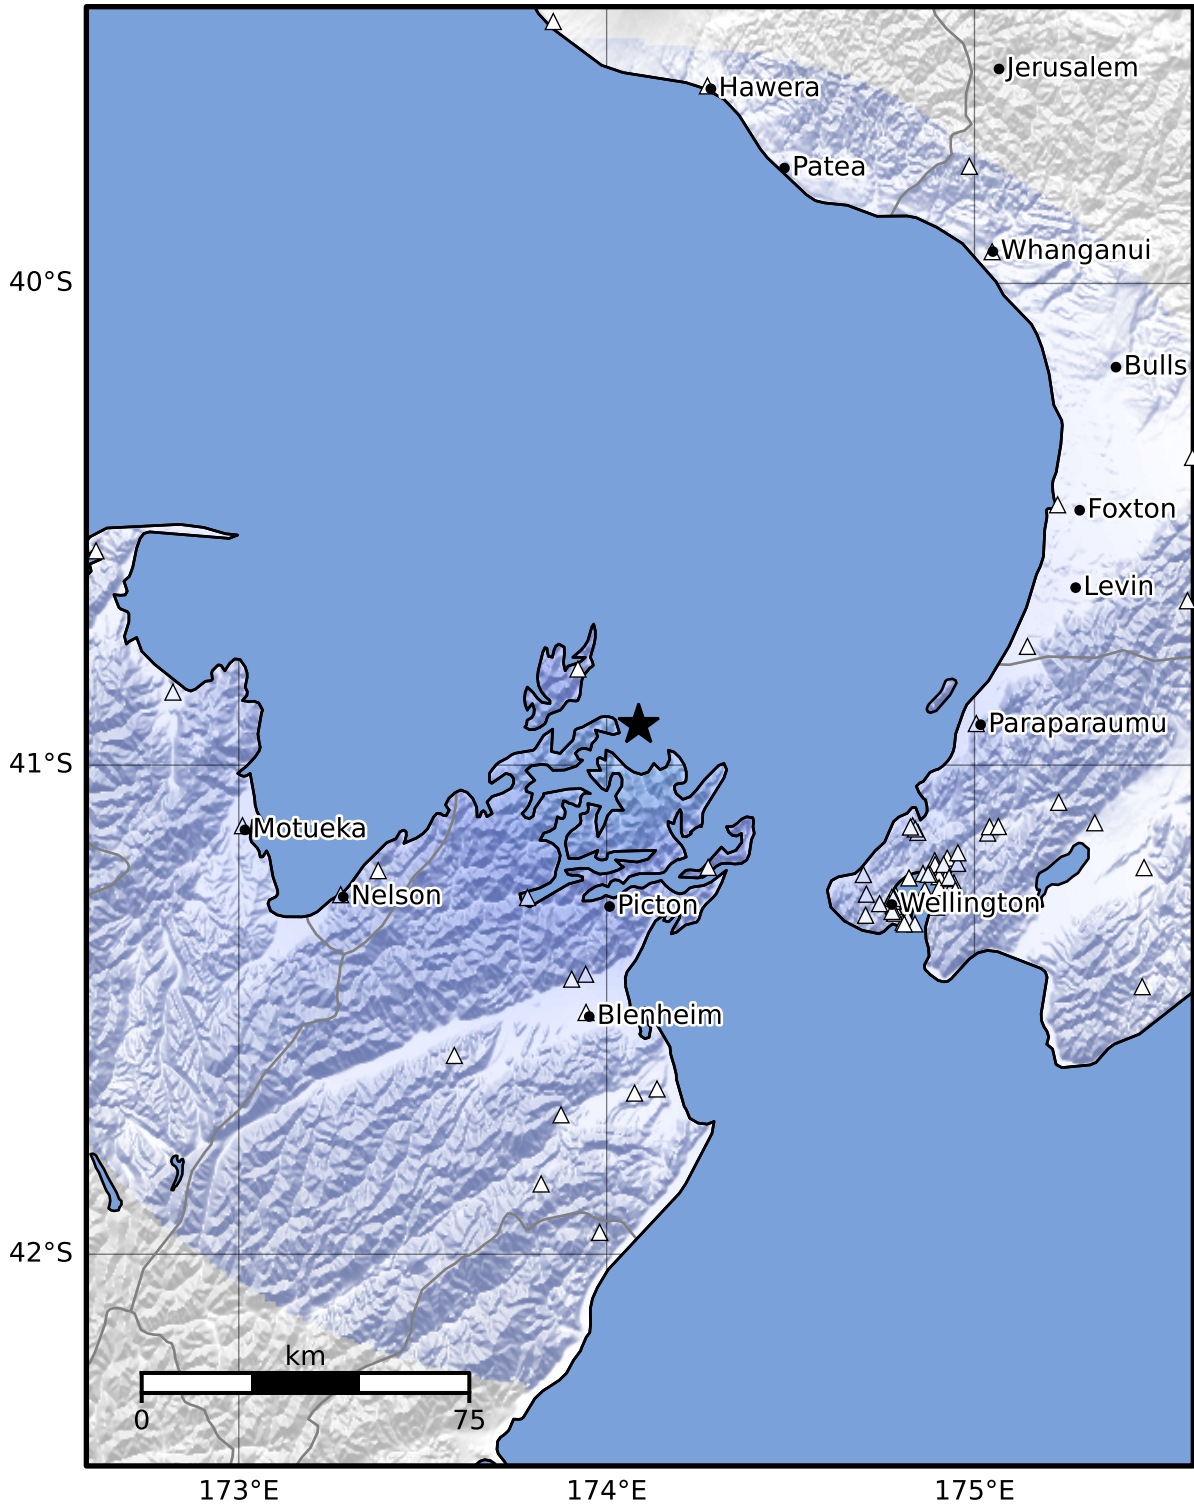 Jerusalem
Hawera
Patea
Whanganui
40°S
Bulls
Foxton
Levin
Paraparaumu
41°S
Motueka
Nelson
Picton
Wellington
Blenheim
42°S
km
0
75
173°E
174°E
175°E